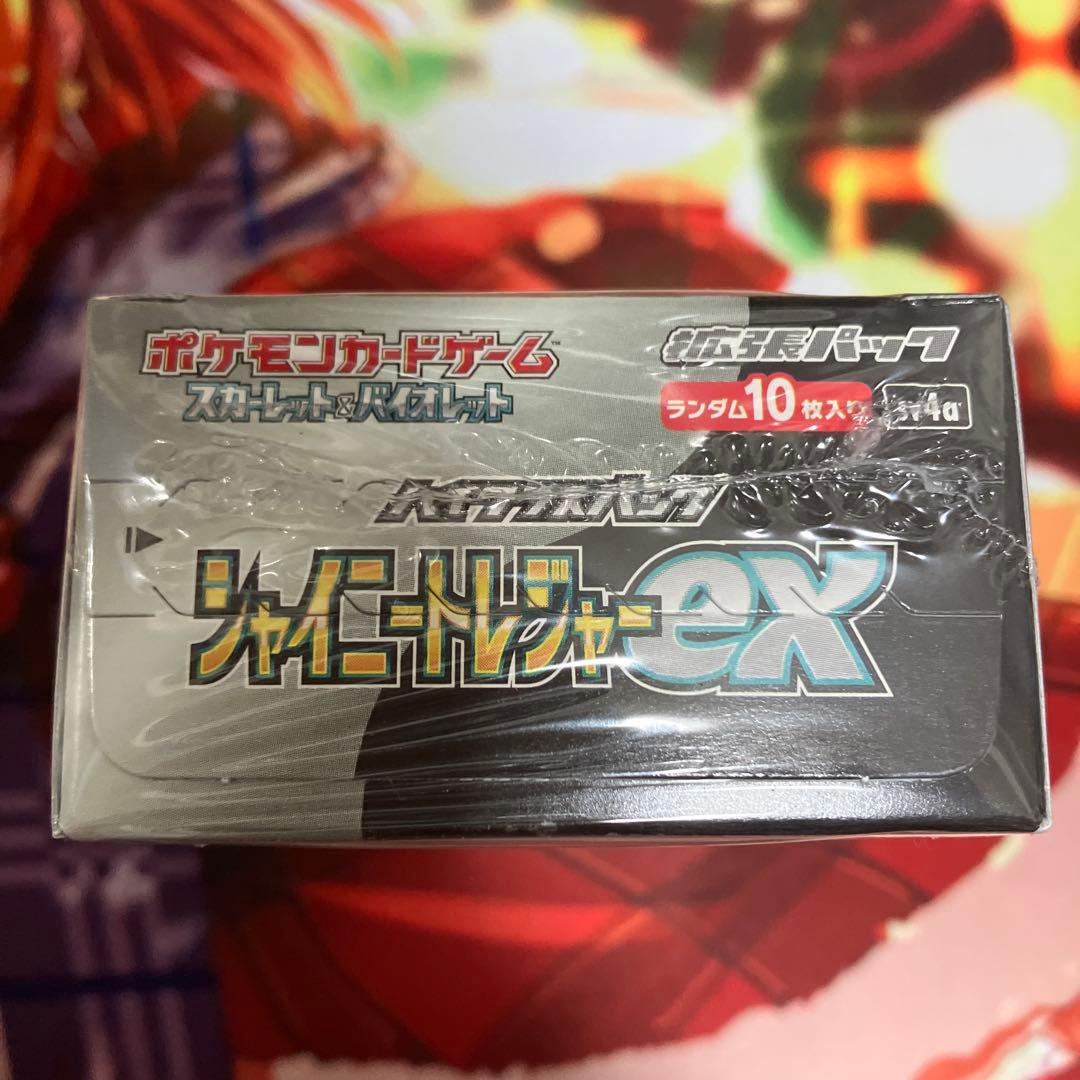 ポケモンカードゲーム™
スカーレット&バイオレット
拡張パック
ランダム10枚入り
sv4a
ハイクラスパック
シャイニートレジャーex